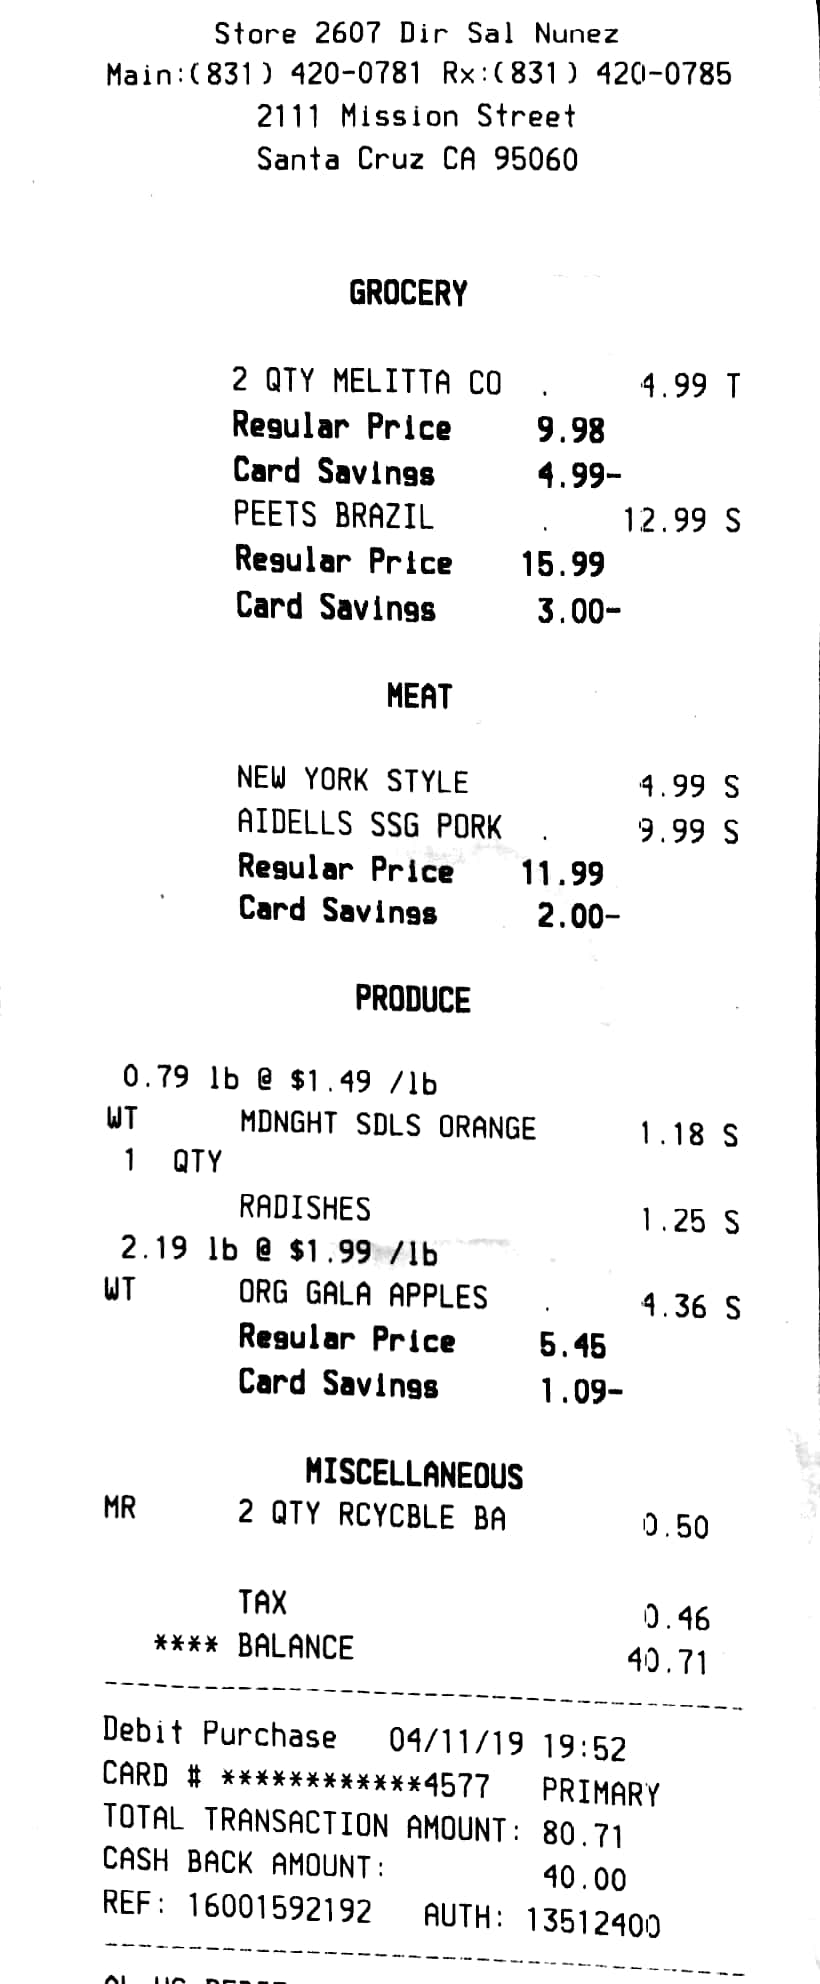 Store 2607 Dir Sal Nunez
Main:(831) 420-0781 Rx:(831) 420-0785
2111 Mission Street
Santa Cruz CA 95060
GROCERY
2 QTY MELITTA CO . 4.99 T
Regular Price 9.98
Card Savings 4.99-
PEETS BRAZIL . 12.99 S
Regular Price 15.99
Card Savings 3.00-
MEAT
NEW YORK STYLE 4.99 S
AIDELLS SSG PORK . 9.99 S
Regular Price 11.99
Card Savings 2.00-
PRODUCE
0.79 lb @ $1.49 /lb
WT MDNGHT SDLS ORANGE 1.18 S
1 QTY
RADISHES 1.25 S
2.19 lb @ $1.99 /lb
WT ORG GALA APPLES . 4.36 S
Regular Price 5.45
Card Savings 1.09-
MISCELLANEOUS
MR 2 QTY RCYCBLE BA 0.50
TAX 0.46
**** BALANCE 40.71
Debit Purchase 04/11/19 19:52
CARD # ************4577 PRIMARY
TOTAL TRANSACTION AMOUNT: 80.71
CASH BACK AMOUNT: 40.00
REF: 16001592192 AUTH: 13512400